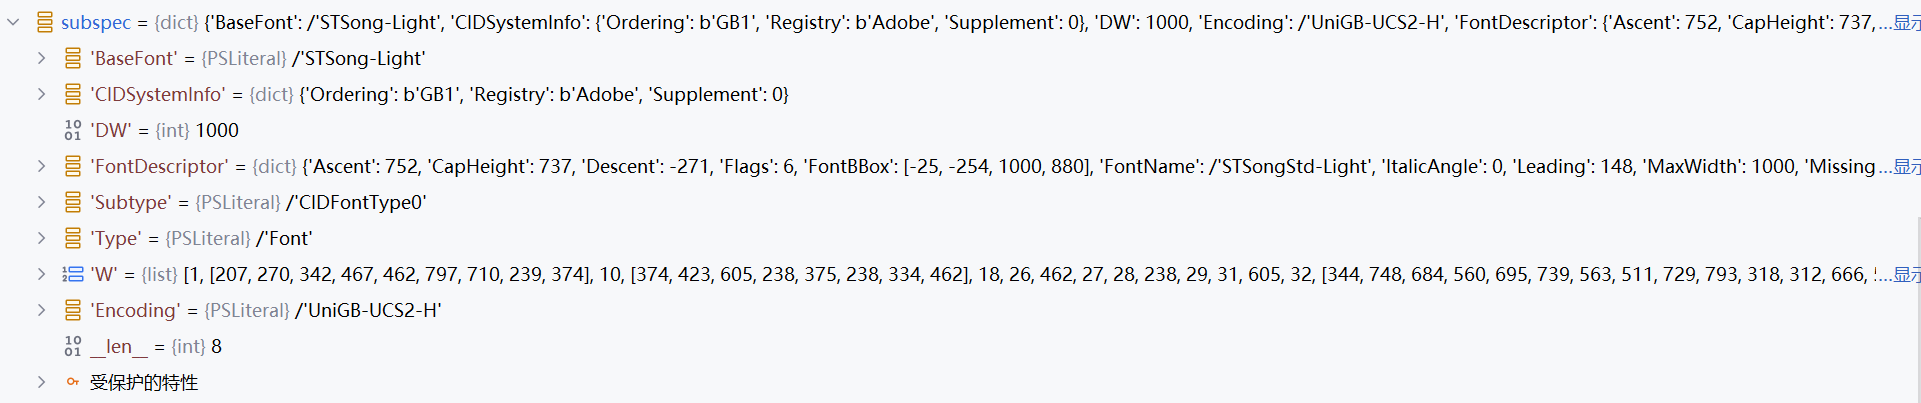 subspec = {dict} {'BaseFont': /'STSong-Light', 'CIDSystemInfo': {'Ordering': b'GB1', 'Registry': b'Adobe', 'Supplement': 0}, 'DW': 1000, 'Encoding': /'UniGB-UCS2-H', 'FontDescriptor': {'Ascent': 752, 'CapHeight': 737, ...显示
'BaseFont' = {PSLiteral} /'STSong-Light'
'CIDSystemInfo' = {dict} {'Ordering': b'GB1', 'Registry': b'Adobe', 'Supplement': 0}
10 01 'DW' = {int} 1000
'FontDescriptor' = {dict} {'Ascent': 752, 'CapHeight': 737, 'Descent': -271, 'Flags': 6, 'FontBBox': [-25, -254, 1000, 880], 'FontName': /'STSongStd-Light', 'ItalicAngle': 0, 'Leading': 148, 'MaxWidth': 1000, 'Missing ...显示
'Subtype' = {PSLiteral} /'CIDFontType0'
'Type' = {PSLiteral} /'Font'
'W' = {list} [1, [207, 270, 342, 467, 462, 797, 710, 239, 374], 10, [374, 423, 605, 238, 375, 238, 334, 462], 18, 26, 462, 27, 28, 238, 29, 31, 605, 32, [344, 748, 684, 560, 695, 739, 563, 511, 729, 793, 318, 312, 666, ...显示
'Encoding' = {PSLiteral} /'UniGB-UCS2-H'
10 01 __len__ = {int} 8
受保护的特性